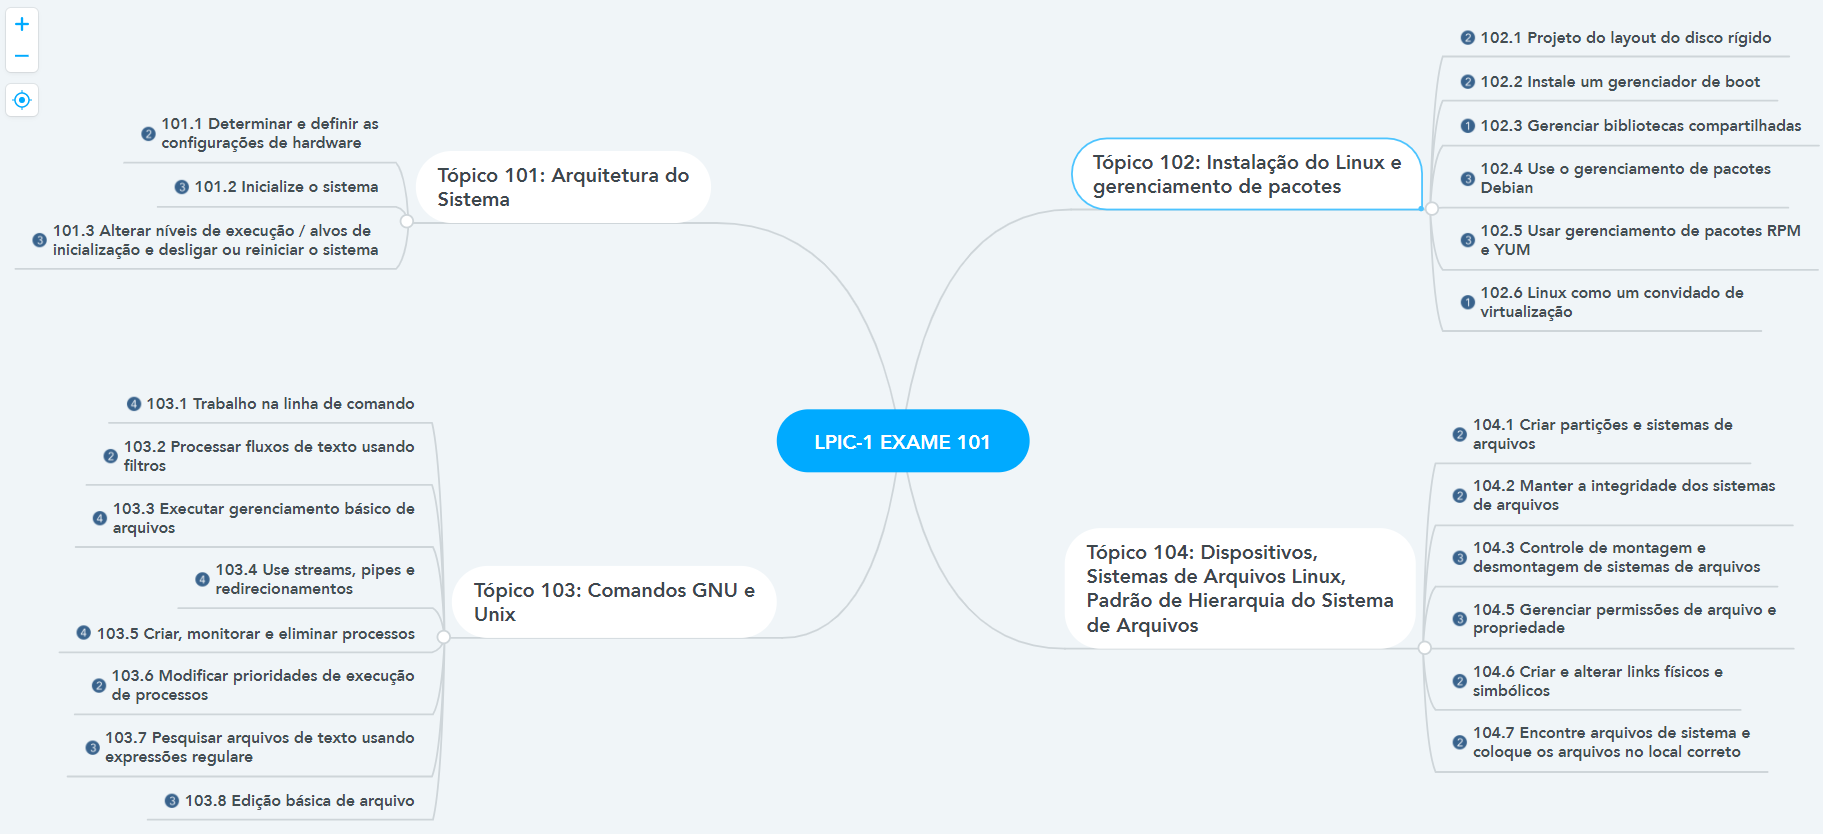 LPIC-1 EXAME 101
Tópico 101: Arquitetura do
Sistema
2 101.1 Determinar e definir as
configurações de hardware
3 101.2 Inicialize o sistema
3 101.3 Alterar níveis de execução / alvos de
inicialização e desligar ou reiniciar o sistema
Tópico 102: Instalação do Linux e
gerenciamento de pacotes
2 102.1 Projeto do layout do disco rígido
2 102.2 Instale um gerenciador de boot
1 102.3 Gerenciar bibliotecas compartilhadas
3 102.4 Use o gerenciamento de pacotes
Debian
3 102.5 Usar gerenciamento de pacotes RPM
e YUM
1 102.6 Linux como um convidado de
virtualização
Tópico 103: Comandos GNU e
Unix
4 103.1 Trabalho na linha de comando
2 103.2 Processar fluxos de texto usando
filtros
4 103.3 Executar gerenciamento básico de
arquivos
4 103.4 Use streams, pipes e
redirecionamentos
4 103.5 Criar, monitorar e eliminar processos
2 103.6 Modificar prioridades de execução
de processos
3 103.7 Pesquisar arquivos de texto usando
expressões regulare
3 103.8 Edição básica de arquivo
Tópico 104: Dispositivos,
Sistemas de Arquivos Linux,
Padrão de Hierarquia do Sistema
de Arquivos
2 104.1 Criar partições e sistemas de
arquivos
2 104.2 Manter a integridade dos sistemas
de arquivos
3 104.3 Controle de montagem e
desmontagem de sistemas de arquivos
3 104.5 Gerenciar permissões de arquivo e
propriedade
2 104.6 Criar e alterar links físicos e
simbólicos
2 104.7 Encontre arquivos de sistema e
coloque os arquivos no local correto